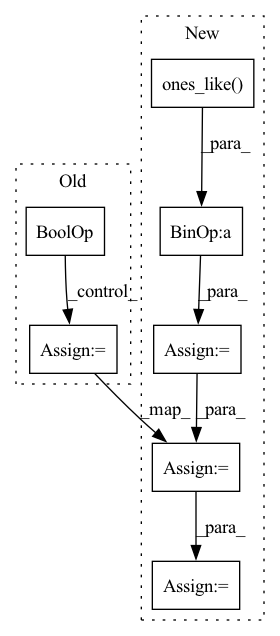 New
ones_like()
_para_
Old
BoolOp
BinOp:a
_control_
_para_
Assign:=
Assign:=
_map_
_para_
Assign:=
_para_
Assign:=